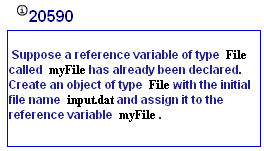 i20590
Suppose a reference variable of type File
called myFile has already been declared.
Create an object of type File with the initial
file name input.dat and assign it to the
reference variable myFile .